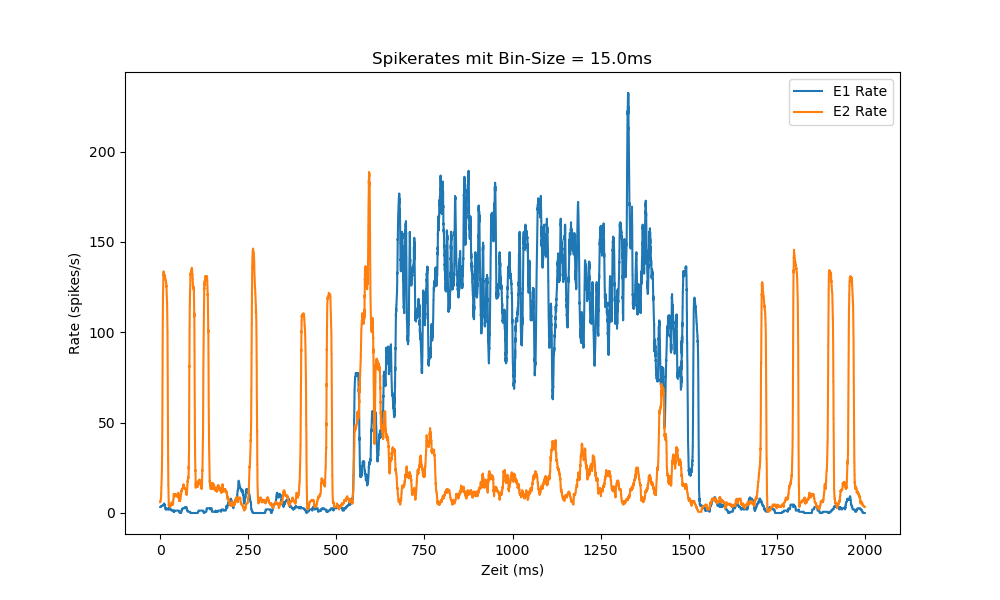 Spikerates mit Bin-Size = 15.0ms
E1 Rate
E2 Rate
Rate (spikes/s)
200
150
100
50
0
0 250 500 750 1000 1250 1500 1750 2000
Zeit (ms)